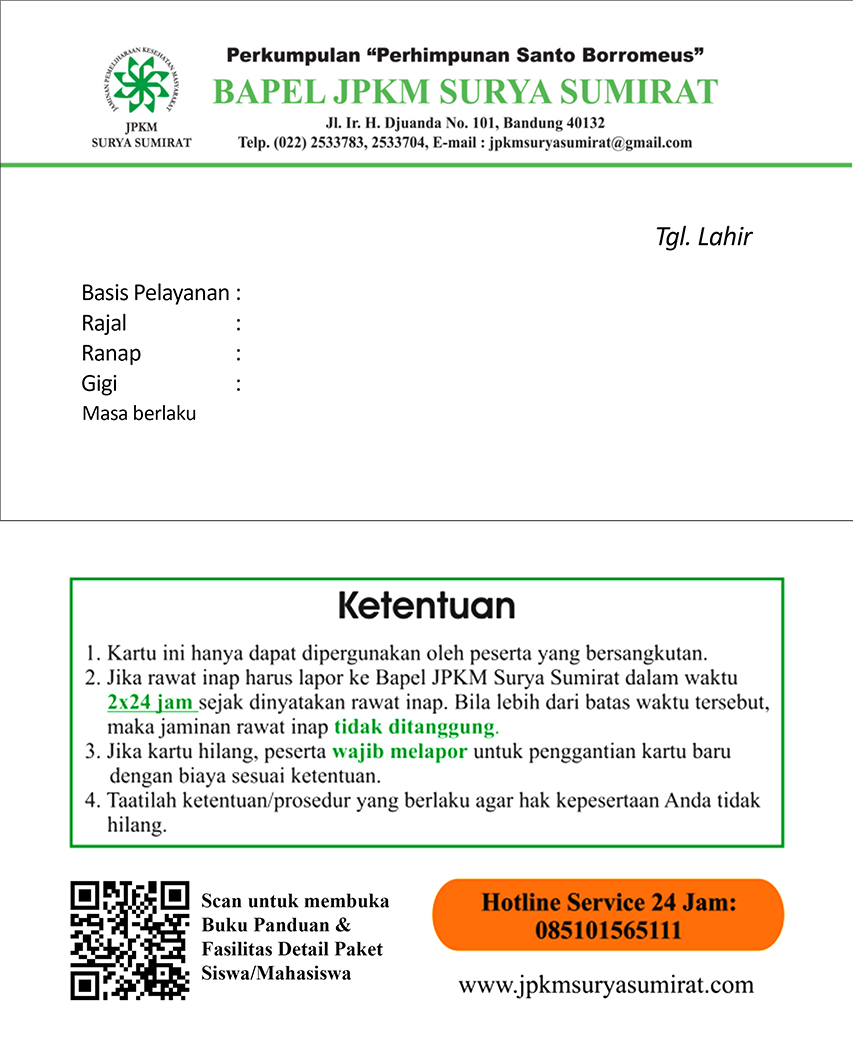 JAMINAN PEMELIHARAAN KESEHATAN MASYARAKAT
JPKM
SURYA SUMIRAT
Perkumpulan “Perhimpunan Santo Borromeus”
BAPEL JPKM SURYA SUMIRAT
Jl. Ir. H. Djuanda No. 101, Bandung 40132
Telp. (022) 2533783, 2533704, E-mail : jpkmsuryasumirat@gmail.com
Tgl. Lahir
Basis Pelayanan :
Rajal :
Ranap :
Gigi :
Masa berlaku
Ketentuan
1. Kartu ini hanya dapat dipergunakan oleh peserta yang bersangkutan.
2. Jika rawat inap harus lapor ke Bapel JPKM Surya Sumirat dalam waktu
2x24 jam sejak dinyatakan rawat inap. Bila lebih dari batas waktu tersebut,
maka jaminan rawat inap tidak ditanggung.
3. Jika kartu hilang, peserta wajib melapor untuk penggantian kartu baru
dengan biaya sesuai ketentuan.
4. Taatilah ketentuan/prosedur yang berlaku agar hak kepesertaan Anda tidak
hilang.
Scan untuk membuka
Buku Panduan &
Fasilitas Detail Paket
Siswa/Mahasiswa
Hotline Service 24 Jam:
085101565111
www.jpkmsuryasumirat.com